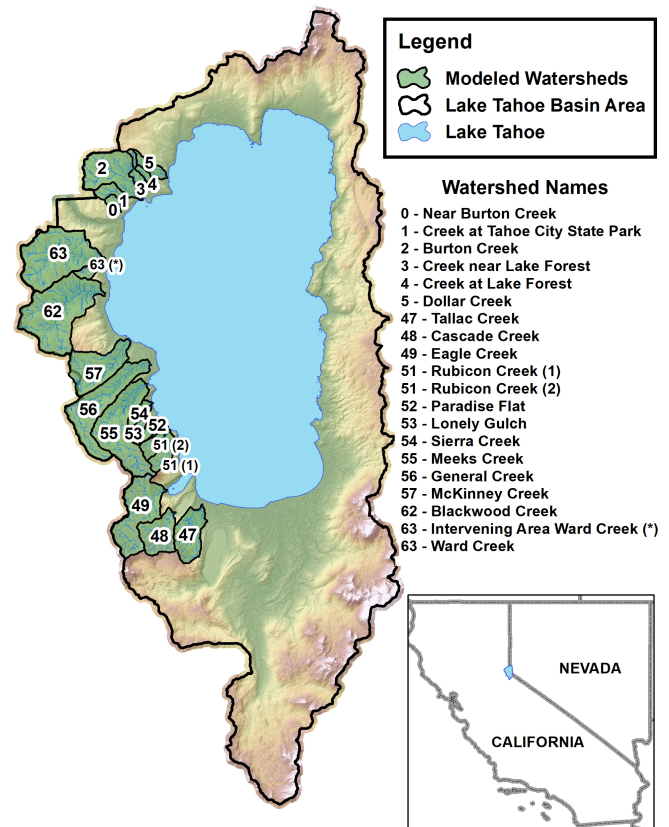 Legend
Modeled Watersheds
Lake Tahoe Basin Area
Lake Tahoe
Watershed Names
0 - Near Burton Creek
1 - Creek at Tahoe City State Park
2 - Burton Creek
3 - Creek near Lake Forest
4 - Creek at Lake Forest
5 - Dollar Creek
47 - Tallac Creek
48 - Cascade Creek
49 - Eagle Creek
51 - Rubicon Creek (1)
51 - Rubicon Creek (2)
52 - Paradise Flat
53 - Lonely Gulch
54 - Sierra Creek
55 - Meeks Creek
56 - General Creek
57 - McKinney Creek
62 - Blackwood Creek
63 - Intervening Area Ward Creek (*)
63 - Ward Creek
2
5
4
3
1
0
63
63 (*)
62
57
56
54
52
55
53
51 (2)
51 (1)
49
48
47
NEVADA
CALIFORNIA